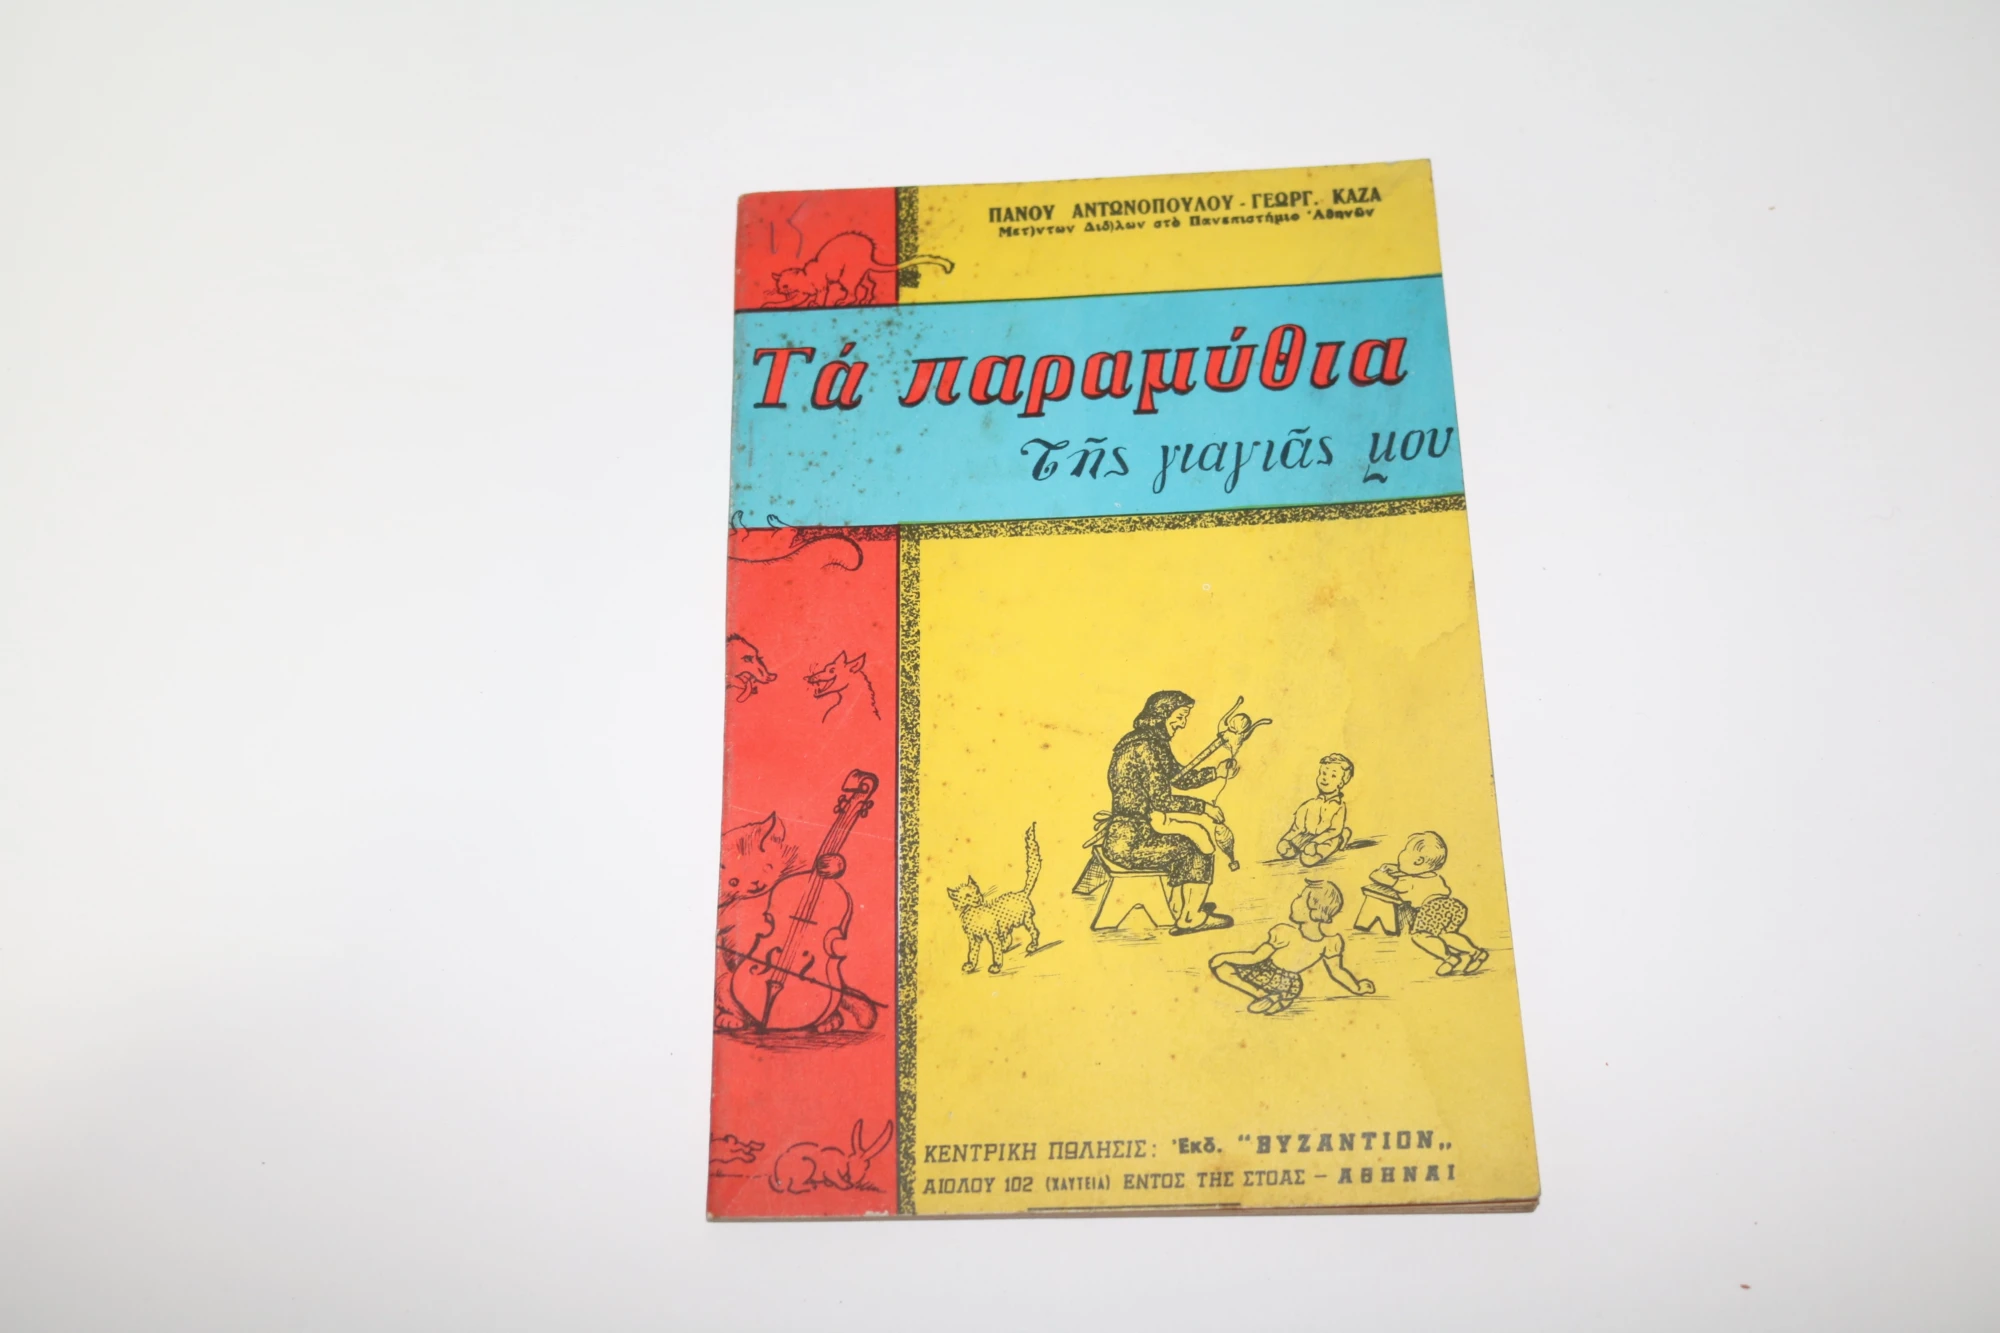 ΠΑΝΟΥ ΑΝΤΩΝΟΠΟΥΛΟΥ - ΓΕΩΡΓ. ΚΑΖΑ
Μετ)ντων Διδ)λων στὸ Πανεπιστήμιο Ἀθηνῶν
Τά παραμύθια
τῆς γιαγιᾶς μου
ΚΕΝΤΡΙΚΗ ΠΩΛΗΣΙΣ: Ἐκδ. “ΒΥΖΑΝΤΙΟΝ„
ΑΙΟΛΟΥ 102 (ΧΑΥΤΕΙΑ) ΕΝΤΟΣ ΤΗΣ ΣΤΟΑΣ – ΑΘΗΝΑΙ